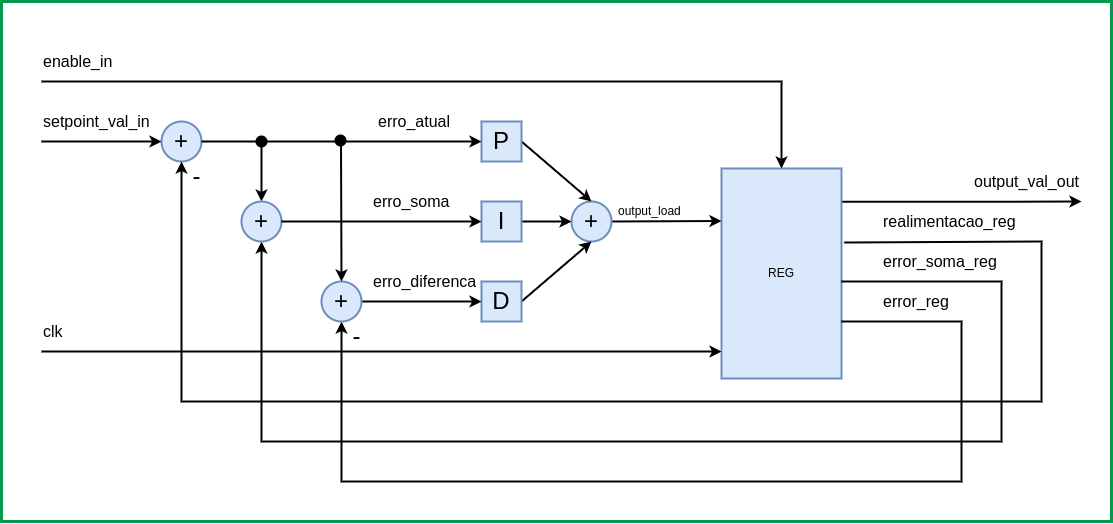 enable_in
setpoint_val_in
+
-
erro_atual
P
output_val_out
+
erro_soma
I
+
output_load
realimentacao_reg
REG
error_soma_reg
+
-
erro_diferenca
D
error_reg
clk